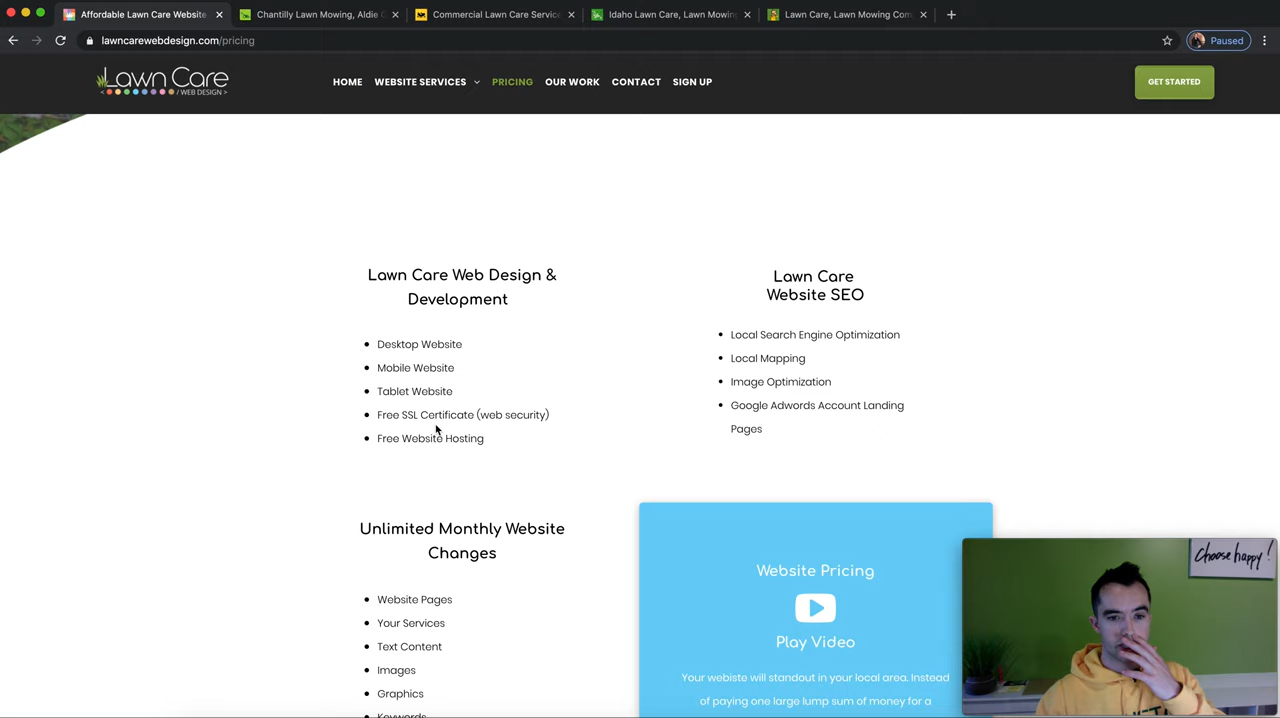 Affordable Lawn Care Website
Chantilly Lawn Mowing, Aldie C
Commercial Lawn Care Service
Idaho Lawn Care, Lawn Mowing
Lawn Care, Lawn Mowing Com
lawncarewebdesign.com/pricing
Paused
Lawn Care
< / WEB DESIGN >
HOME
WEBSITE SERVICES
PRICING
OUR WORK
CONTACT
SIGN UP
GET STARTED
Lawn Care Web Design &
Development
• Desktop Website
• Mobile Website
• Tablet Website
• Free SSL Certificate (web security)
• Free Website Hosting
Lawn Care
Website SEO
• Local Search Engine Optimization
• Local Mapping
• Image Optimization
• Google Adwords Account Landing
Pages
Unlimited Monthly Website
Changes
• Website Pages
• Your Services
• Text Content
• Images
• Graphics
• Keywords
Website Pricing
Play Video
Your webiste will standout in your local area. Instead
of paying one large lump sum of money for a
Choose happy!